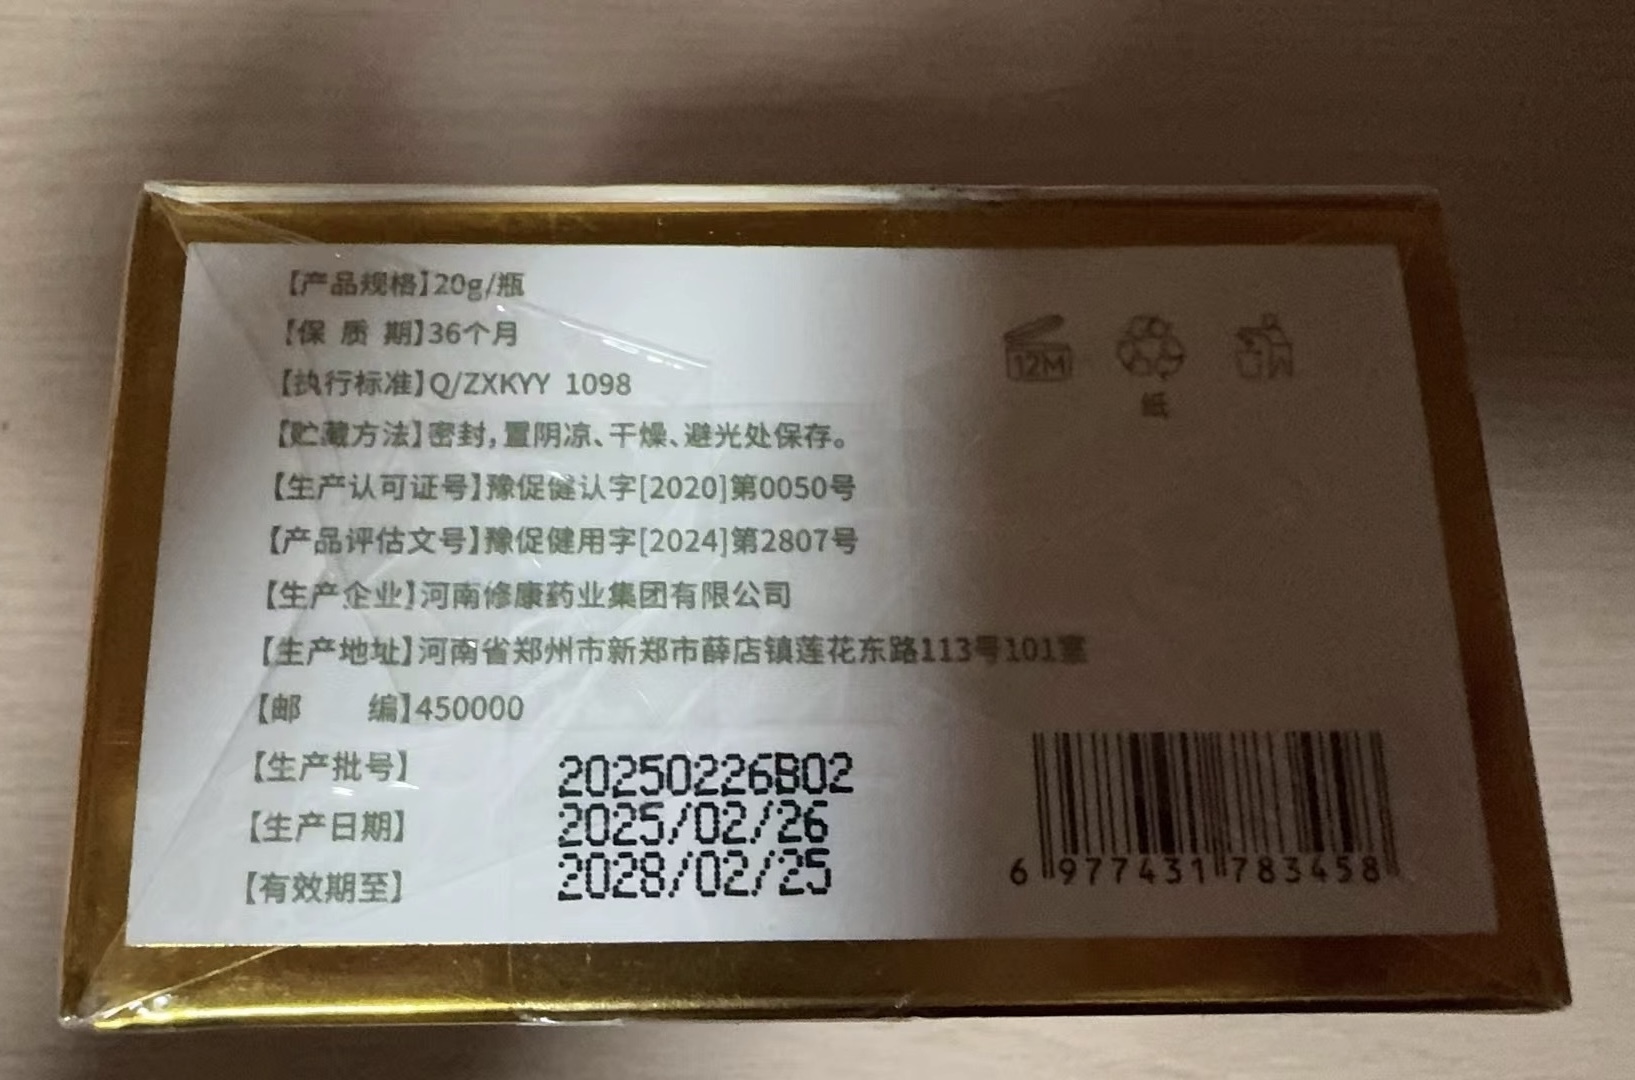 【产品规格】20g/瓶
【保 质 期】36个月
【执行标准】Q/ZXKYY 1098
【贮藏方法】密封,置阴凉、干燥、避光处保存。
【生产认可证号】豫促健认字[2020]第0050号
【产品评估文号】豫促健用字[2024]第2807号
【生产企业】河南修康药业集团有限公司
【生产地址】河南省郑州市新郑市薛店镇莲花东路113号101室
【邮 编】450000
【生产批号】 20250226B02
【生产日期】 2025/02/26
【有效期至】 2028/02/25
12M
纸
6 977431 783458